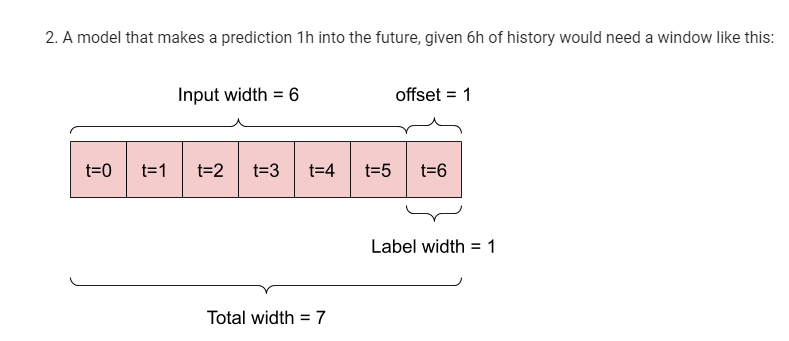 2. A model that makes a prediction 1h into the future, given 6h of history would need a window like this:
Input width = 6
offset = 1
t=0 t=1 t=2 t=3 t=4 t=5 t=6
Label width = 1
Total width = 7